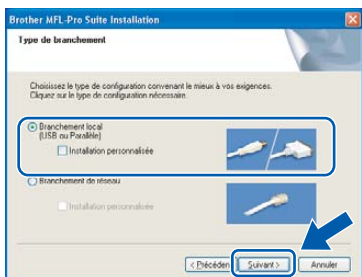 Brother MFL-Pro Suite Installation
Type de branchement
Choisissez le type de configuration convenant le mieux à vos exigences.
Cliquez sur le type de configuration nécessaire.
Branchement local
(USB ou Parallèle)
Installation personnalisée
Branchement de réseau
Installation personnalisée
< Précéden
Suivant >
Annuler